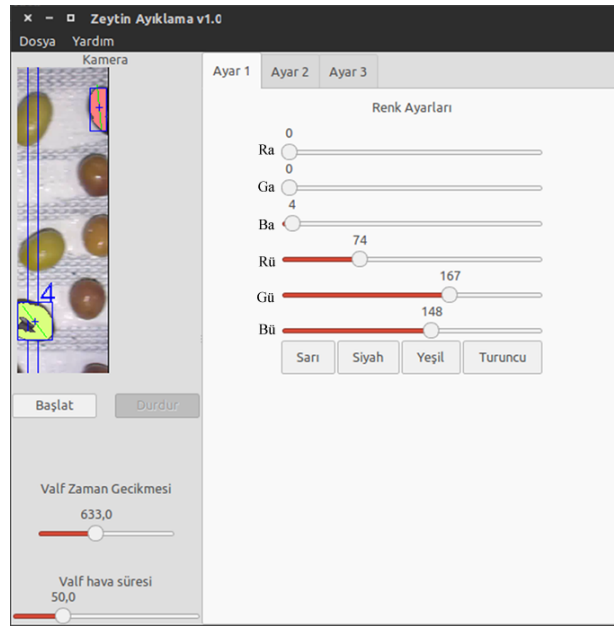 Zeytin Ayıklama v1.0
Dosya Yardım
Kamera
4
Başlat Durdur
Valf Zaman Gecikmesi
633,0
Valf hava süresi
50,0
Ayar 1 Ayar 2 Ayar 3
Renk Ayarları
0
Ra
0
Ga
4
Ba
74
Rü
167
Gü
148
Bü
Sarı Siyah Yeşil Turuncu